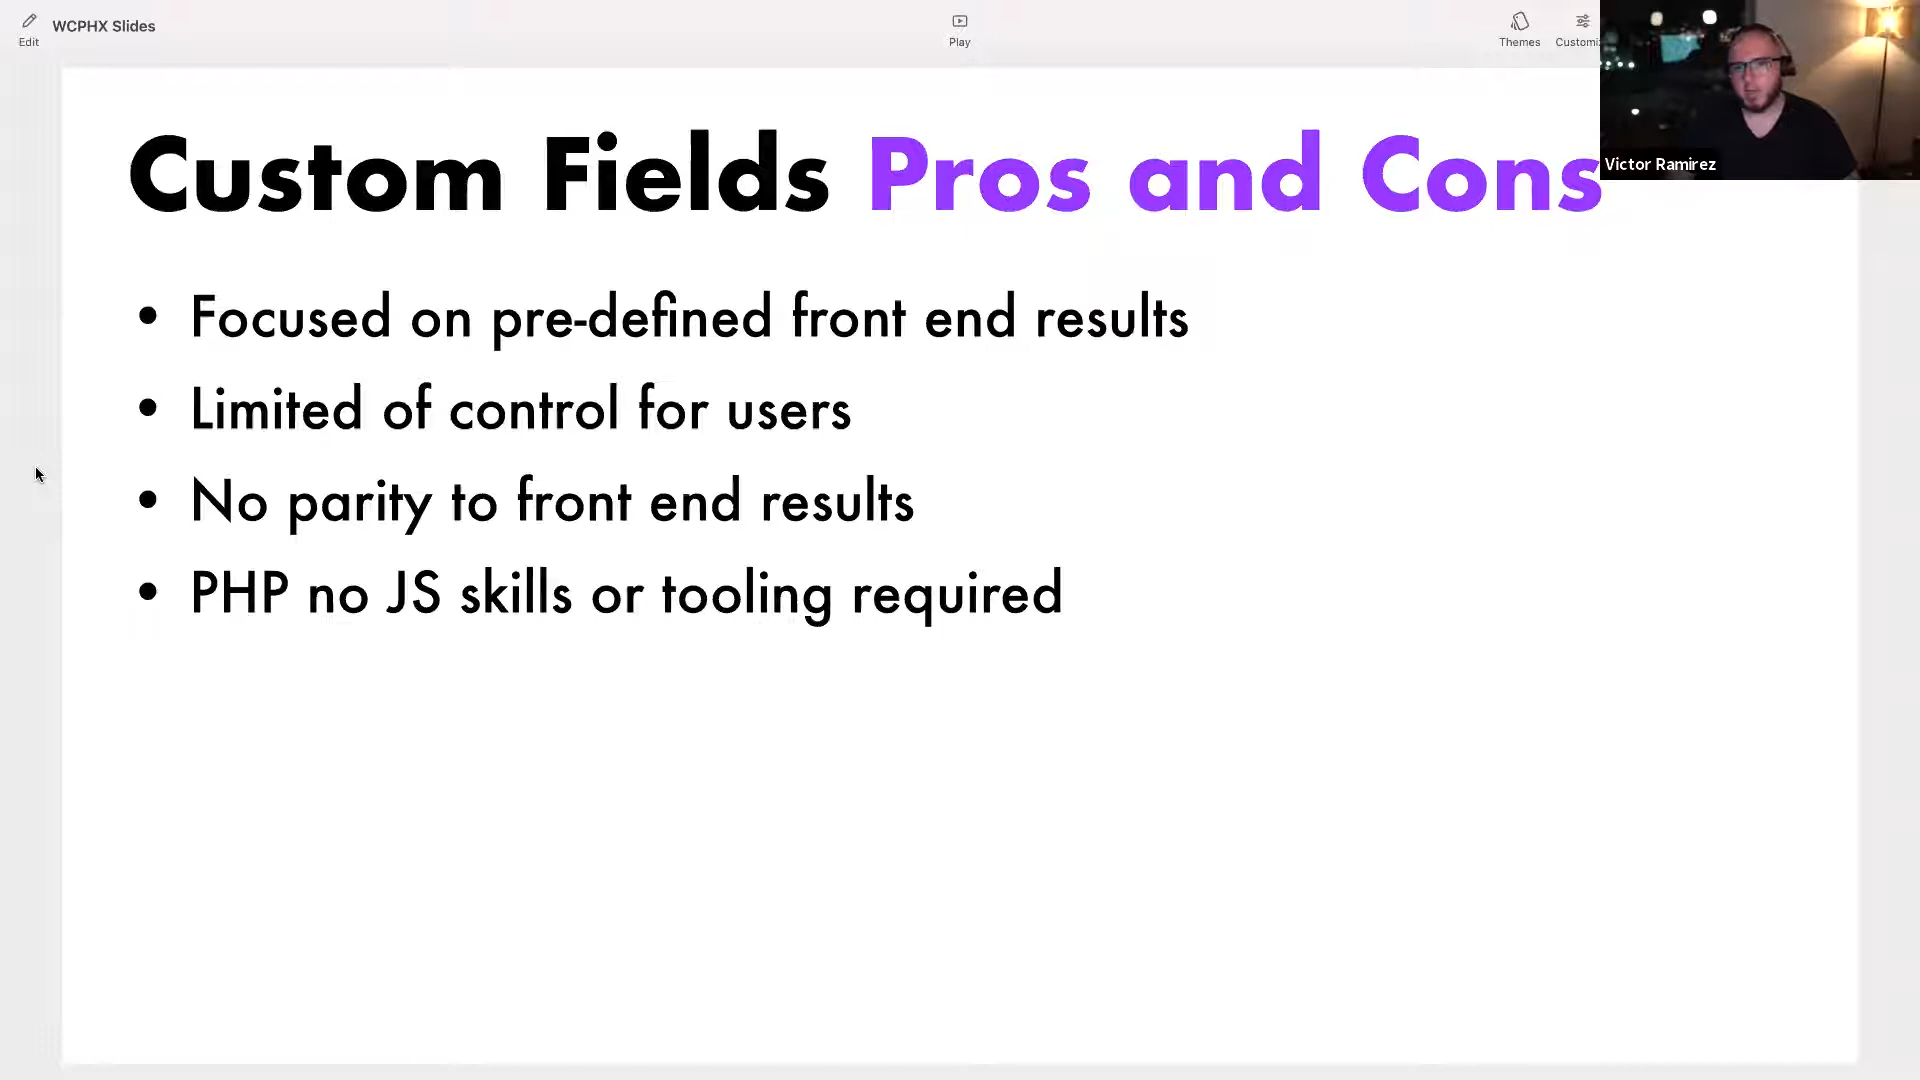 WCPHX Slides
Edit
Play
Themes
Victor Ramirez
Custom Fields Pros and Cons
• Focused on pre-defined front end results
• Limited of control for users
• No parity to front end results
• PHP no JS skills or tooling required